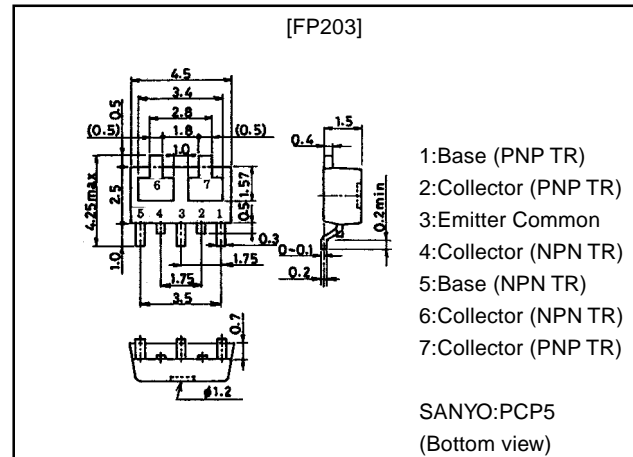 [FP203]
4.5
3.4
2.8
0.5
(0.5)
1.8
(0.5)
1.0
6
7
4.25max
2.5
1.57
0.5
5 4 3 2 1
0.3
1.0
1.75
1.75
3.5
0.7
ø1.2
1.5
0.4
0.2min
0~0.1
0.2
1:Base (PNP TR)
2:Collector (PNP TR)
3:Emitter Common
4:Collector (NPN TR)
5:Base (NPN TR)
6:Collector (NPN TR)
7:Collector (PNP TR)
SANYO:PCP5
(Bottom view)